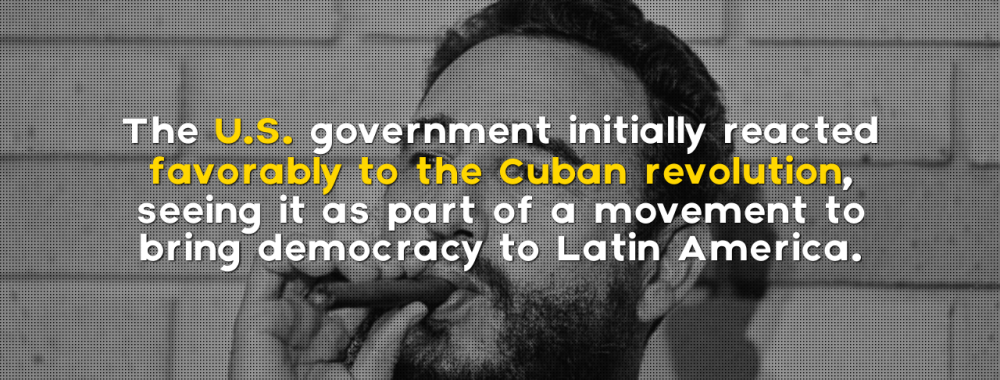 The U.S. government initially reacted
favorably to the Cuban revolution,
seeing it as part of a movement to
bring democracy to Latin America.